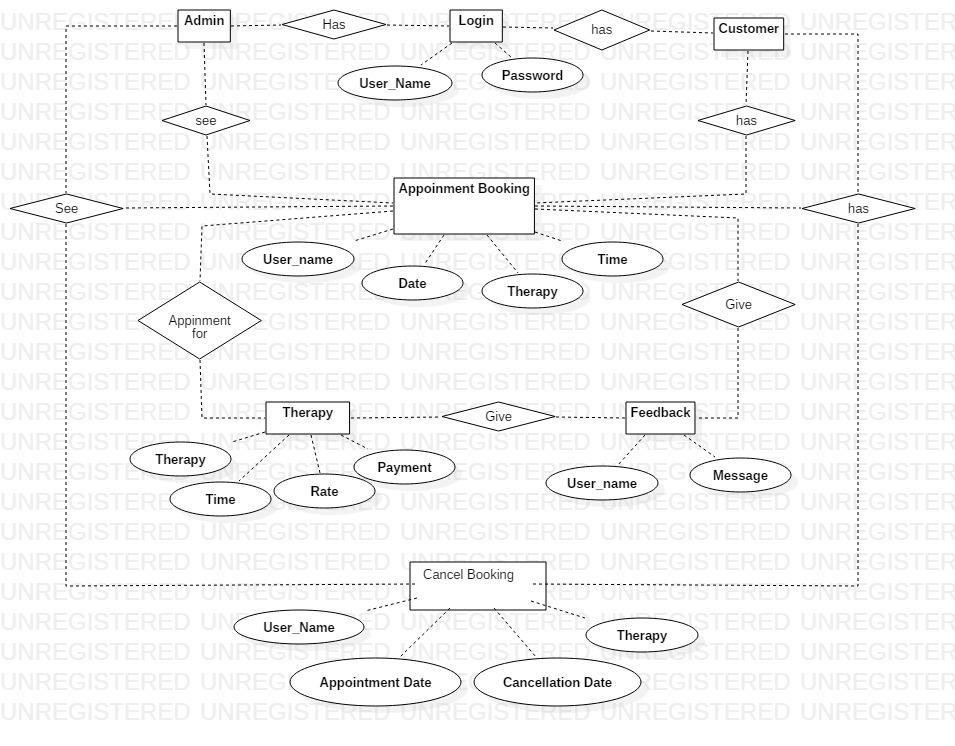 Admin
Has
Login
has
Customer
User_Name
Password
see
has
Appoinment Booking
See
has
User_name
Date
Therapy
Time
Appinment
for
Give
Therapy
Give
Feedback
Therapy
Time
Rate
Payment
User_name
Message
Cancel Booking
User_Name
Appointment Date
Cancellation Date
Therapy
UNREGISTERED